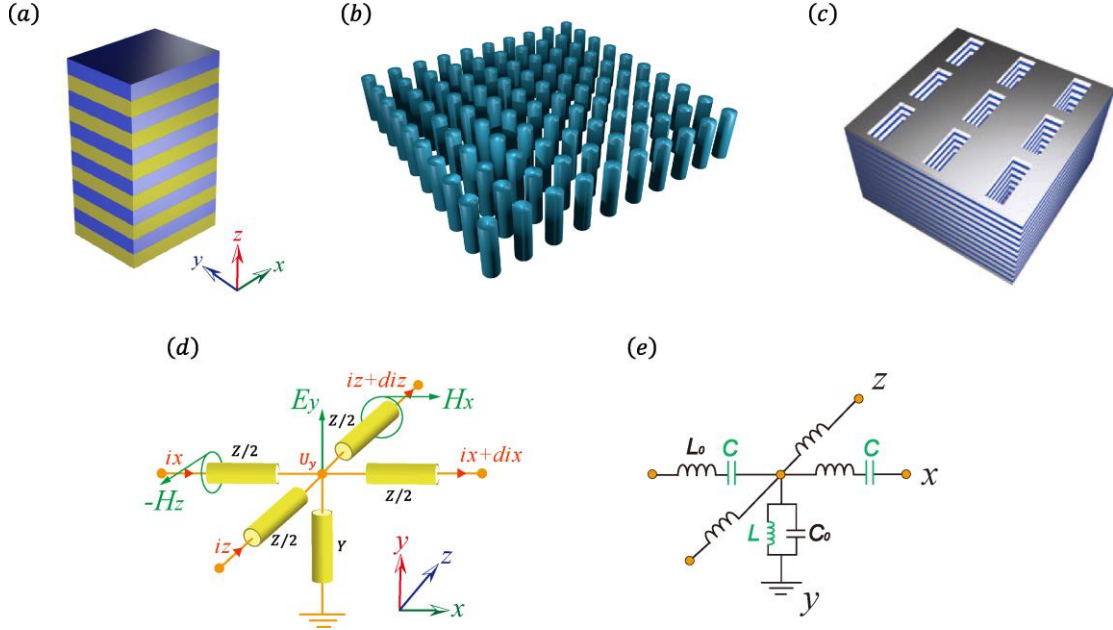 (a)
(b)
(c)
z
y
x
(d)
iz+diz
Ey
Hx
Z/2
ix
Z/2
Uy
ix+dix
-Hz
Z/2
Z/2
Y
iz
y
z
x
(e)
z
L₀
C
C
x
L
C₀
y